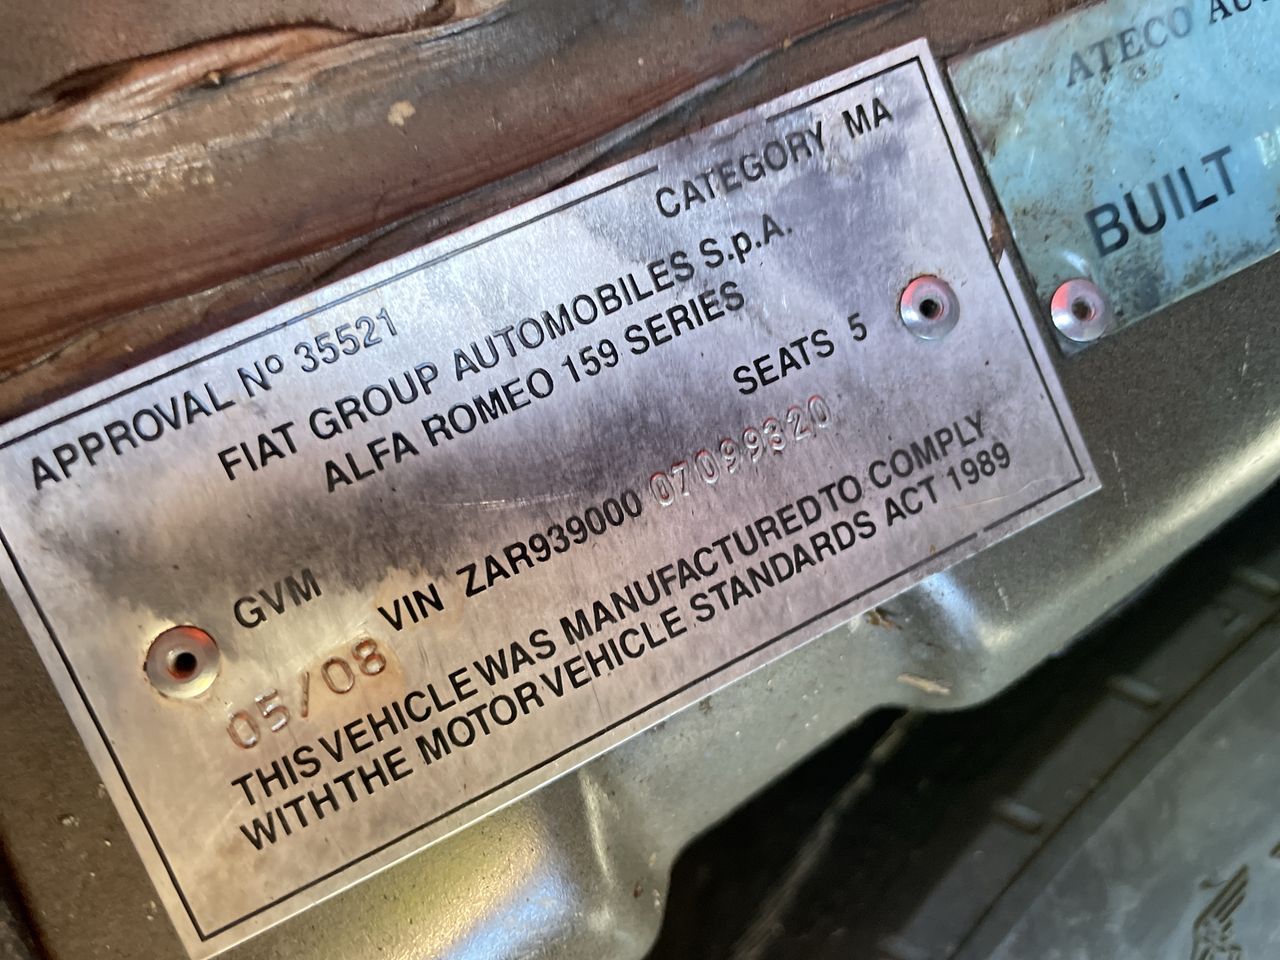 APPROVAL Nº 35521 CATEGORY MA
FIAT GROUP AUTOMOBILES S.p.A.
ALFA ROMEO 159 SERIES
GVM SEATS 5
05/08 VIN ZAR939000 07099320
THIS VEHICLE WAS MANUFACTURED TO COMPLY
WITH THE MOTOR VEHICLE STANDARDS ACT 1989
ATECO
BUILT